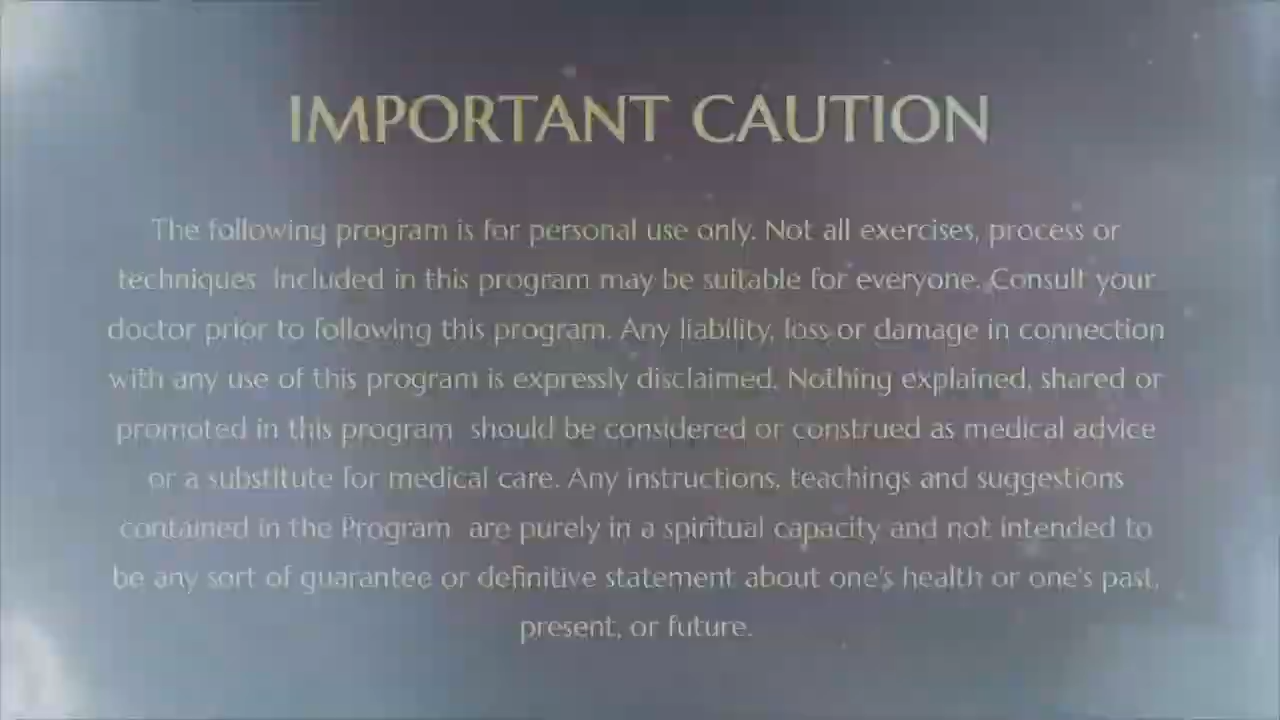 IMPORTANT CAUTION
The following program is for personal use only. Not all exercises, process or
techniques included in this program may be suitable for everyone. Consult your
doctor prior to following this program. Any liability, loss or damage in connection
with any use of this program is expressly disclaimed. Nothing explained, shared or
promoted in this program should be considered or construed as medical advice
or a substitute for medical care. Any instructions, teachings and suggestions
contained in the Program are purely in a spiritual capacity and not intended to
be any sort of guarantee or definitive statement about one's health or one's past,
present, or future.